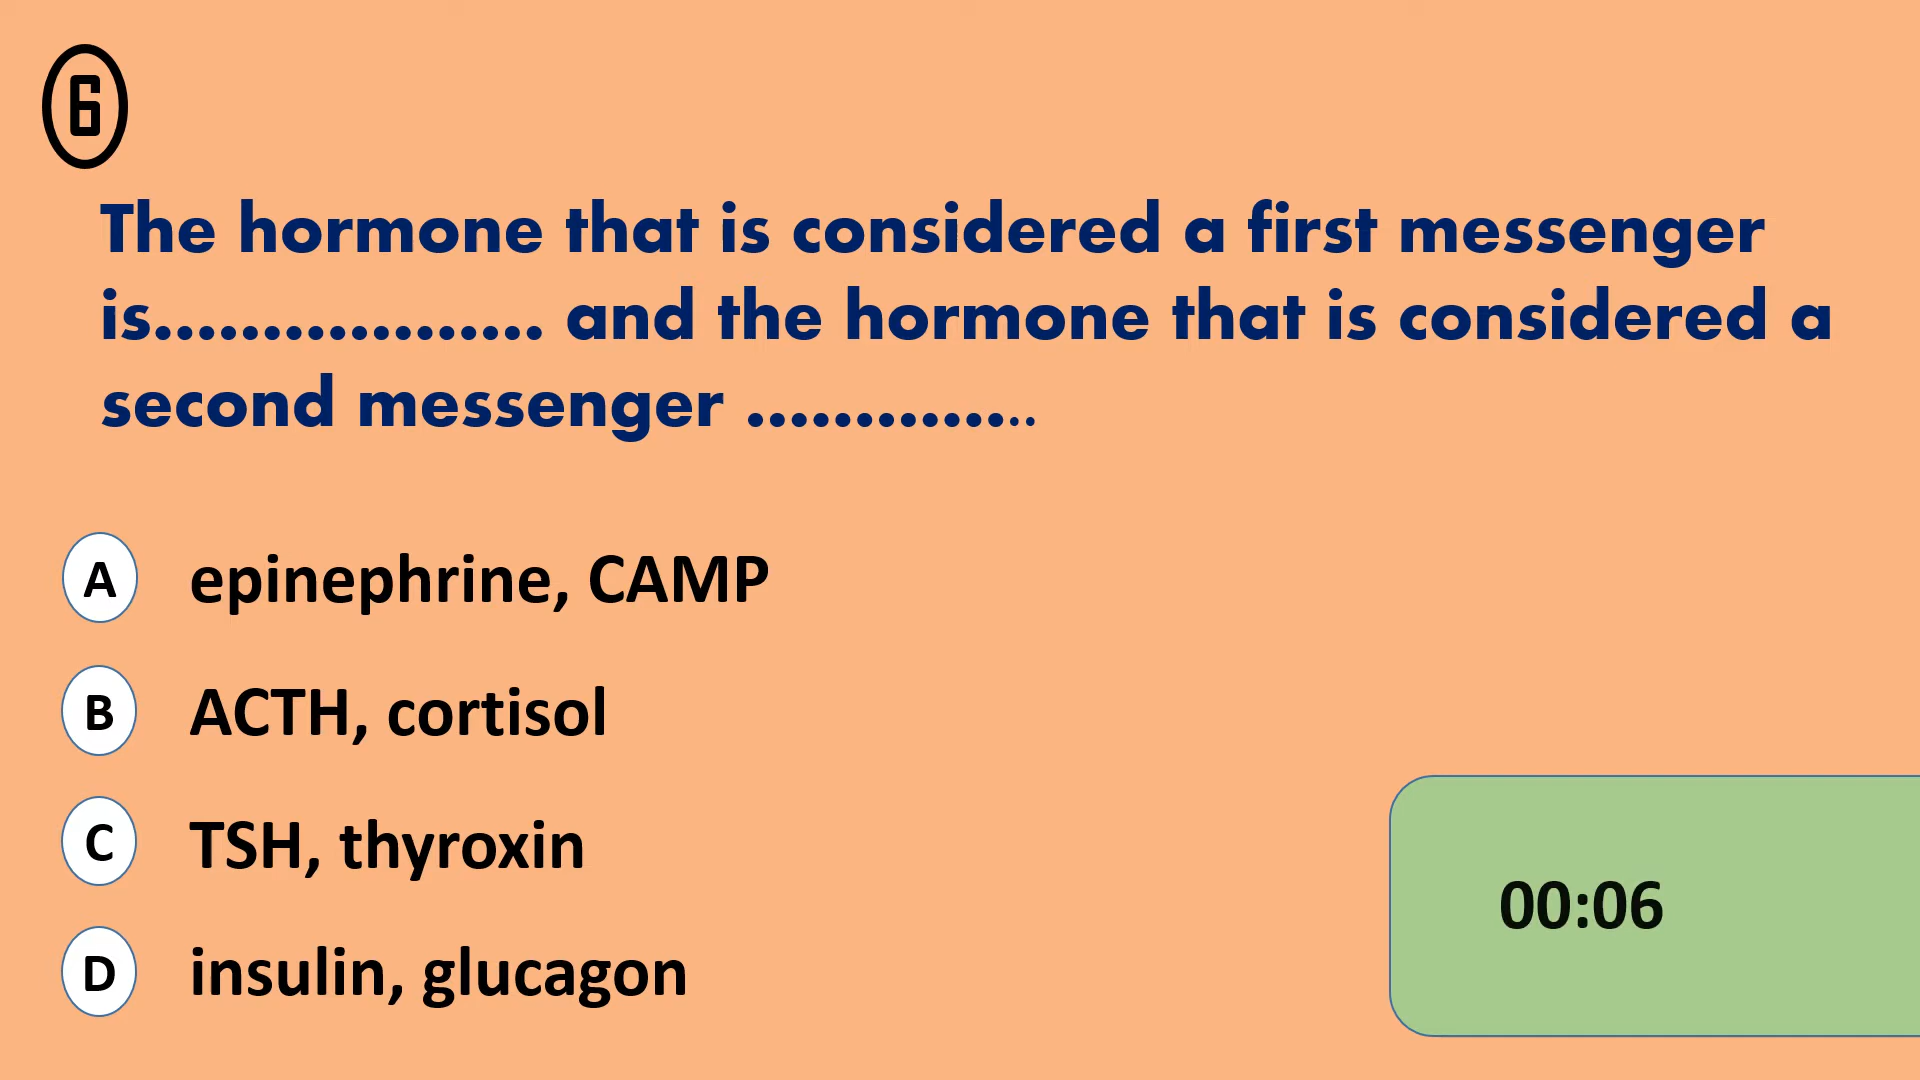 6
The hormone that is considered a first messenger
is.................. and the hormone that is considered a
second messenger ..............
A epinephrine, CAMP
B ACTH, cortisol
C TSH, thyroxin
D insulin, glucagon
00:06